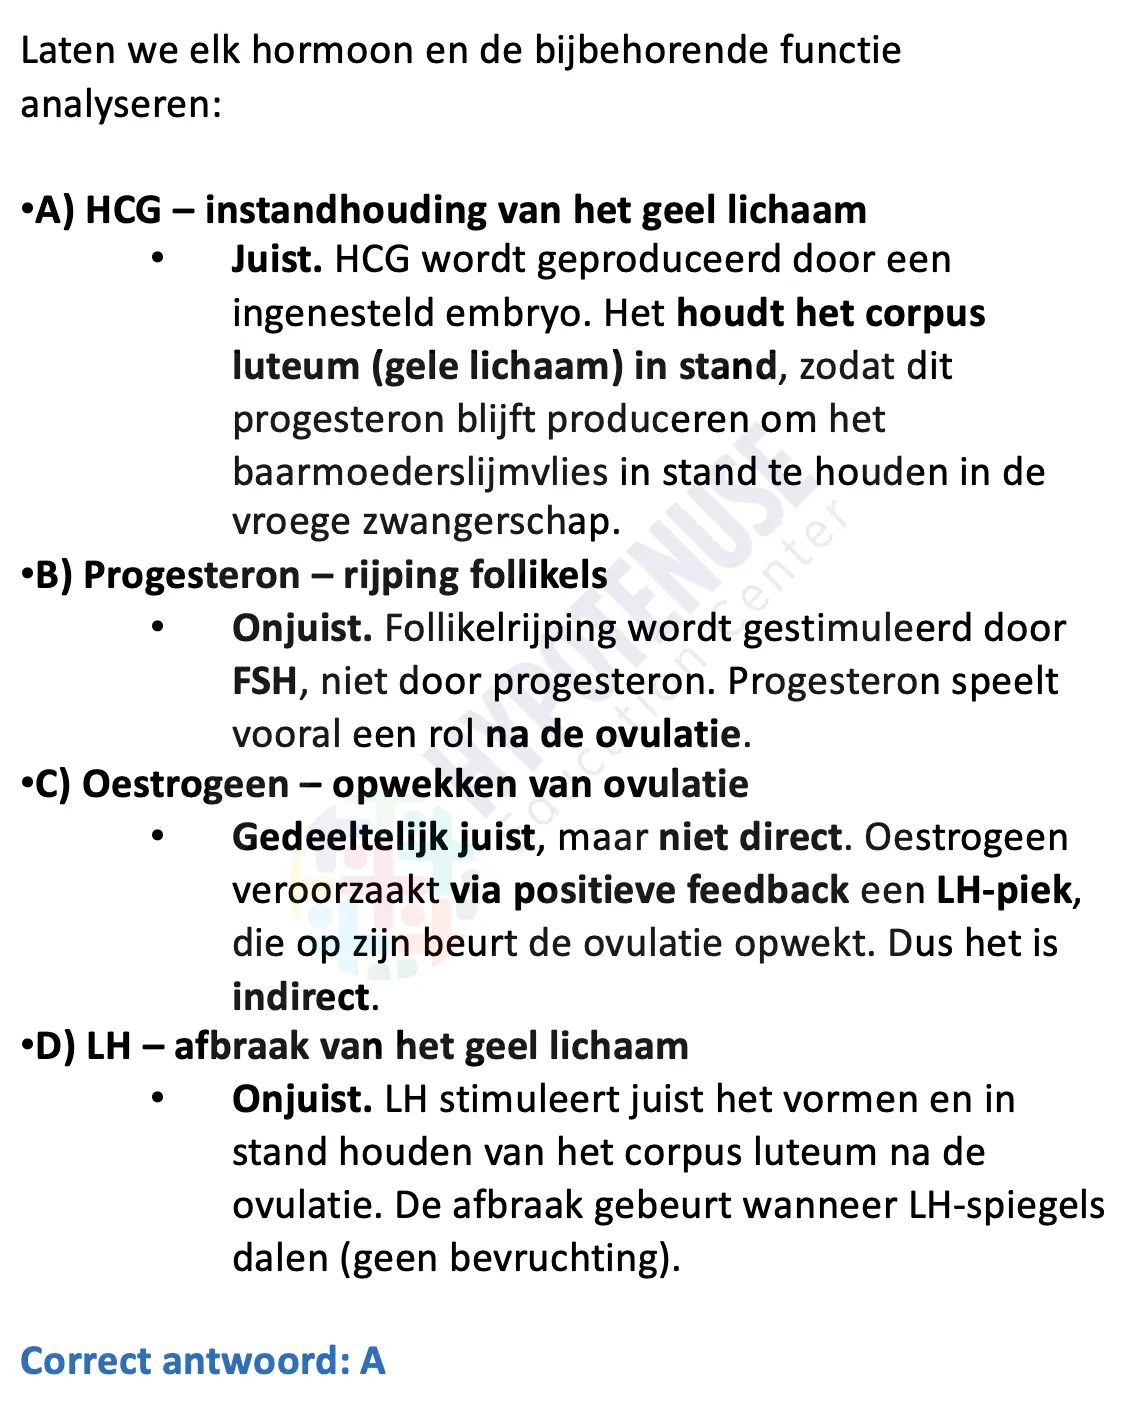 Laten we elk hormoon en de bijbehorende functie
analyseren:
•A) HCG – instandhouding van het geel lichaam
• Juist. HCG wordt geproduceerd door een
ingenesteld embryo. Het houdt het corpus
luteum (gele lichaam) in stand, zodat dit
progesteron blijft produceren om het
baarmoederslijmvlies in stand te houden in de
vroege zwangerschap.
•B) Progesteron – rijping follikels
• Onjuist. Follikelrijping wordt gestimuleerd door
FSH, niet door progesteron. Progesteron speelt
vooral een rol na de ovulatie.
•C) Oestrogeen – opwekken van ovulatie
• Gedeeltelijk juist, maar niet direct. Oestrogeen
veroorzaakt via positieve feedback een LH-piek,
die op zijn beurt de ovulatie opwekt. Dus het is
indirect.
•D) LH – afbraak van het geel lichaam
• Onjuist. LH stimuleert juist het vormen en in
stand houden van het corpus luteum na de
ovulatie. De afbraak gebeurt wanneer LH-spiegels
dalen (geen bevruchting).
Correct antwoord: A
HYPOTENUSE
Education Center